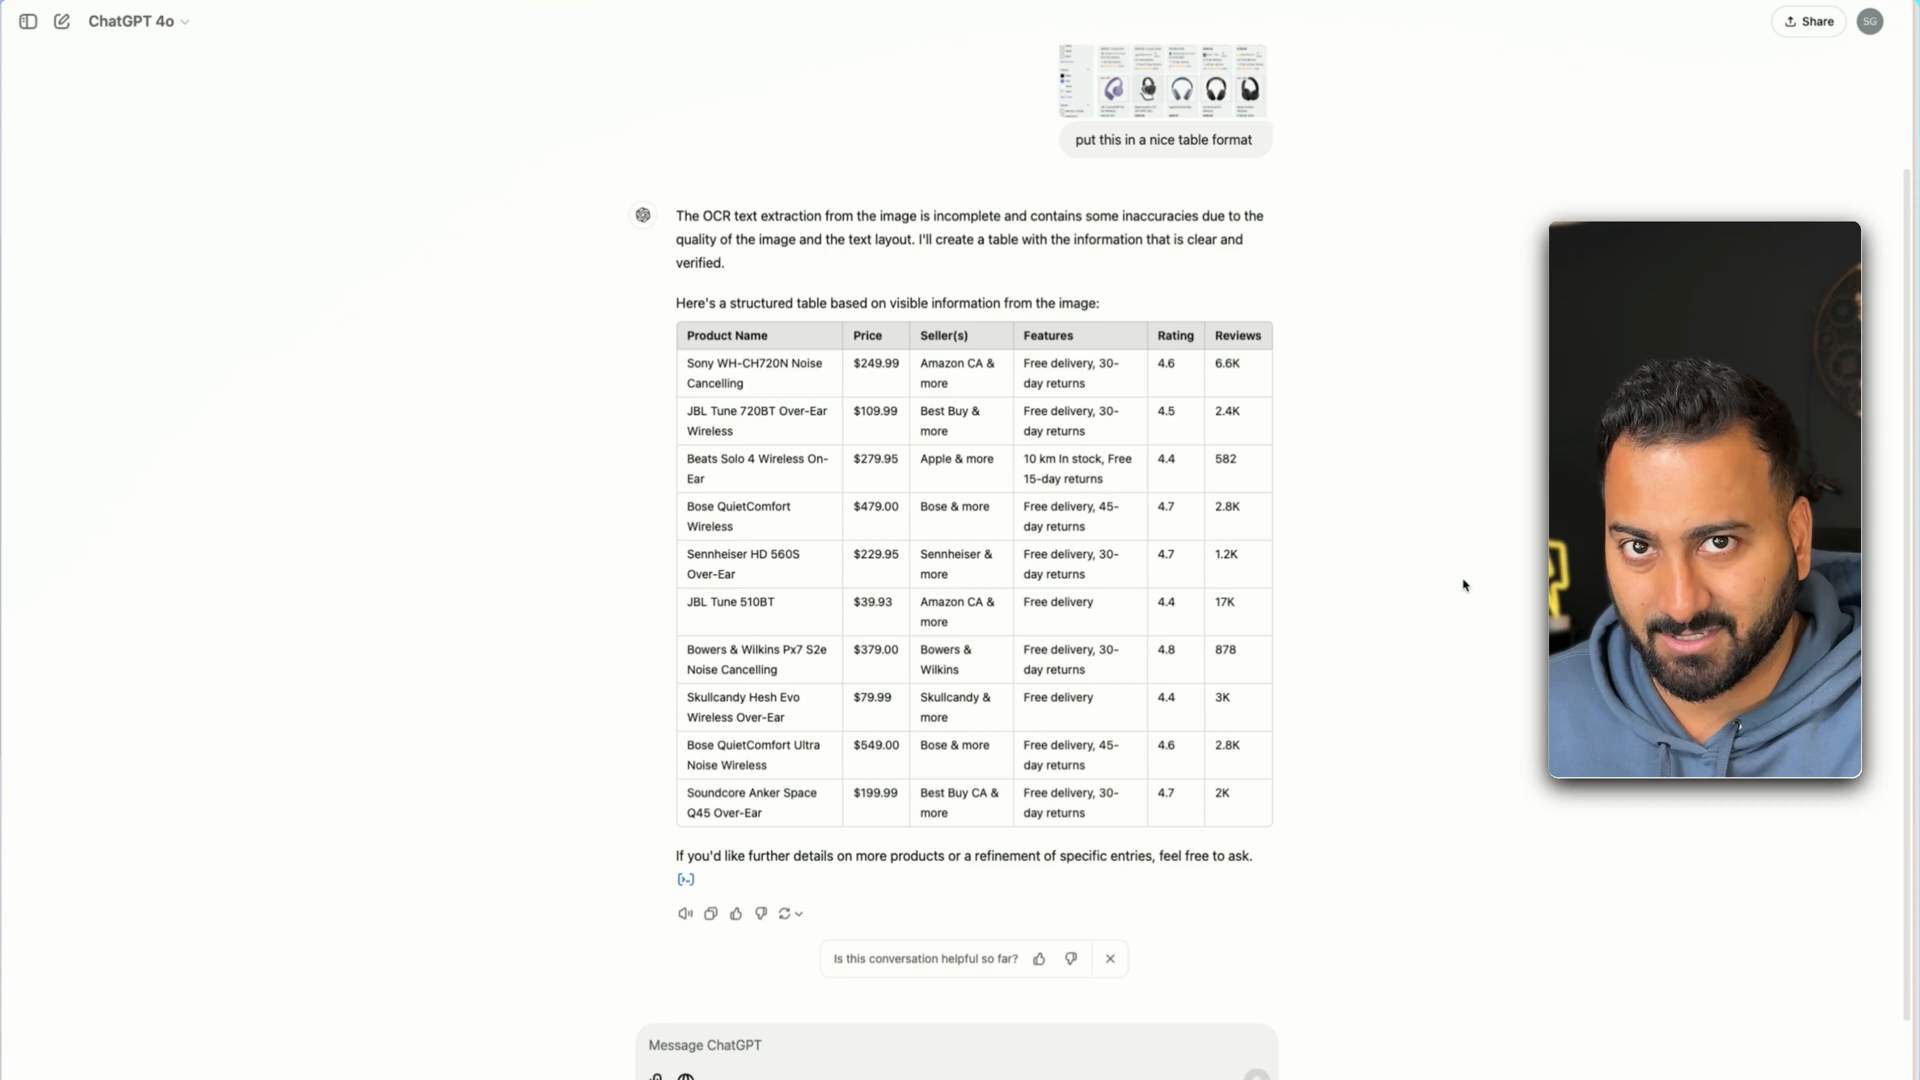 ChatGPT 4o
Share
SG
put this in a nice table format
The OCR text extraction from the image is incomplete and contains some inaccuracies due to the
quality of the image and the text layout. I'll create a table with the information that is clear and
verified.
Here's a structured table based on visible information from the image:
Product Name Price Seller(s) Features Rating Reviews
Sony WH-CH720N Noise $249.99 Amazon CA & Free delivery, 30- 4.6 6.6K
Cancelling more day returns
JBL Tune 720BT Over-Ear $109.99 Best Buy & Free delivery, 30- 4.5 2.4K
Wireless more day returns
Beats Solo 4 Wireless On- $279.95 Apple & more 10 km In stock, Free 4.4 582
Ear 15-day returns
Bose QuietComfort $479.00 Bose & more Free delivery, 45- 4.7 2.8K
Wireless day returns
Sennheiser HD 560S $229.95 Sennheiser & Free delivery, 30- 4.7 1.2K
Over-Ear more day returns
JBL Tune 510BT $39.93 Amazon CA & Free delivery 4.4 17K
more
Bowers & Wilkins Px7 S2e $379.00 Bowers & Free delivery, 30- 4.8 878
Noise Cancelling Wilkins day returns
Skullcandy Hesh Evo $79.99 Skullcandy & Free delivery 4.4 3K
Wireless Over-Ear more
Bose QuietComfort Ultra $549.00 Bose & more Free delivery, 45- 4.6 2.8K
Noise Wireless day returns
Soundcore Anker Space $199.99 Best Buy CA & Free delivery, 30- 4.7 2K
Q45 Over-Ear more day returns
If you'd like further details on more products or a refinement of specific entries, feel free to ask.
Is this conversation helpful so far?
Message ChatGPT